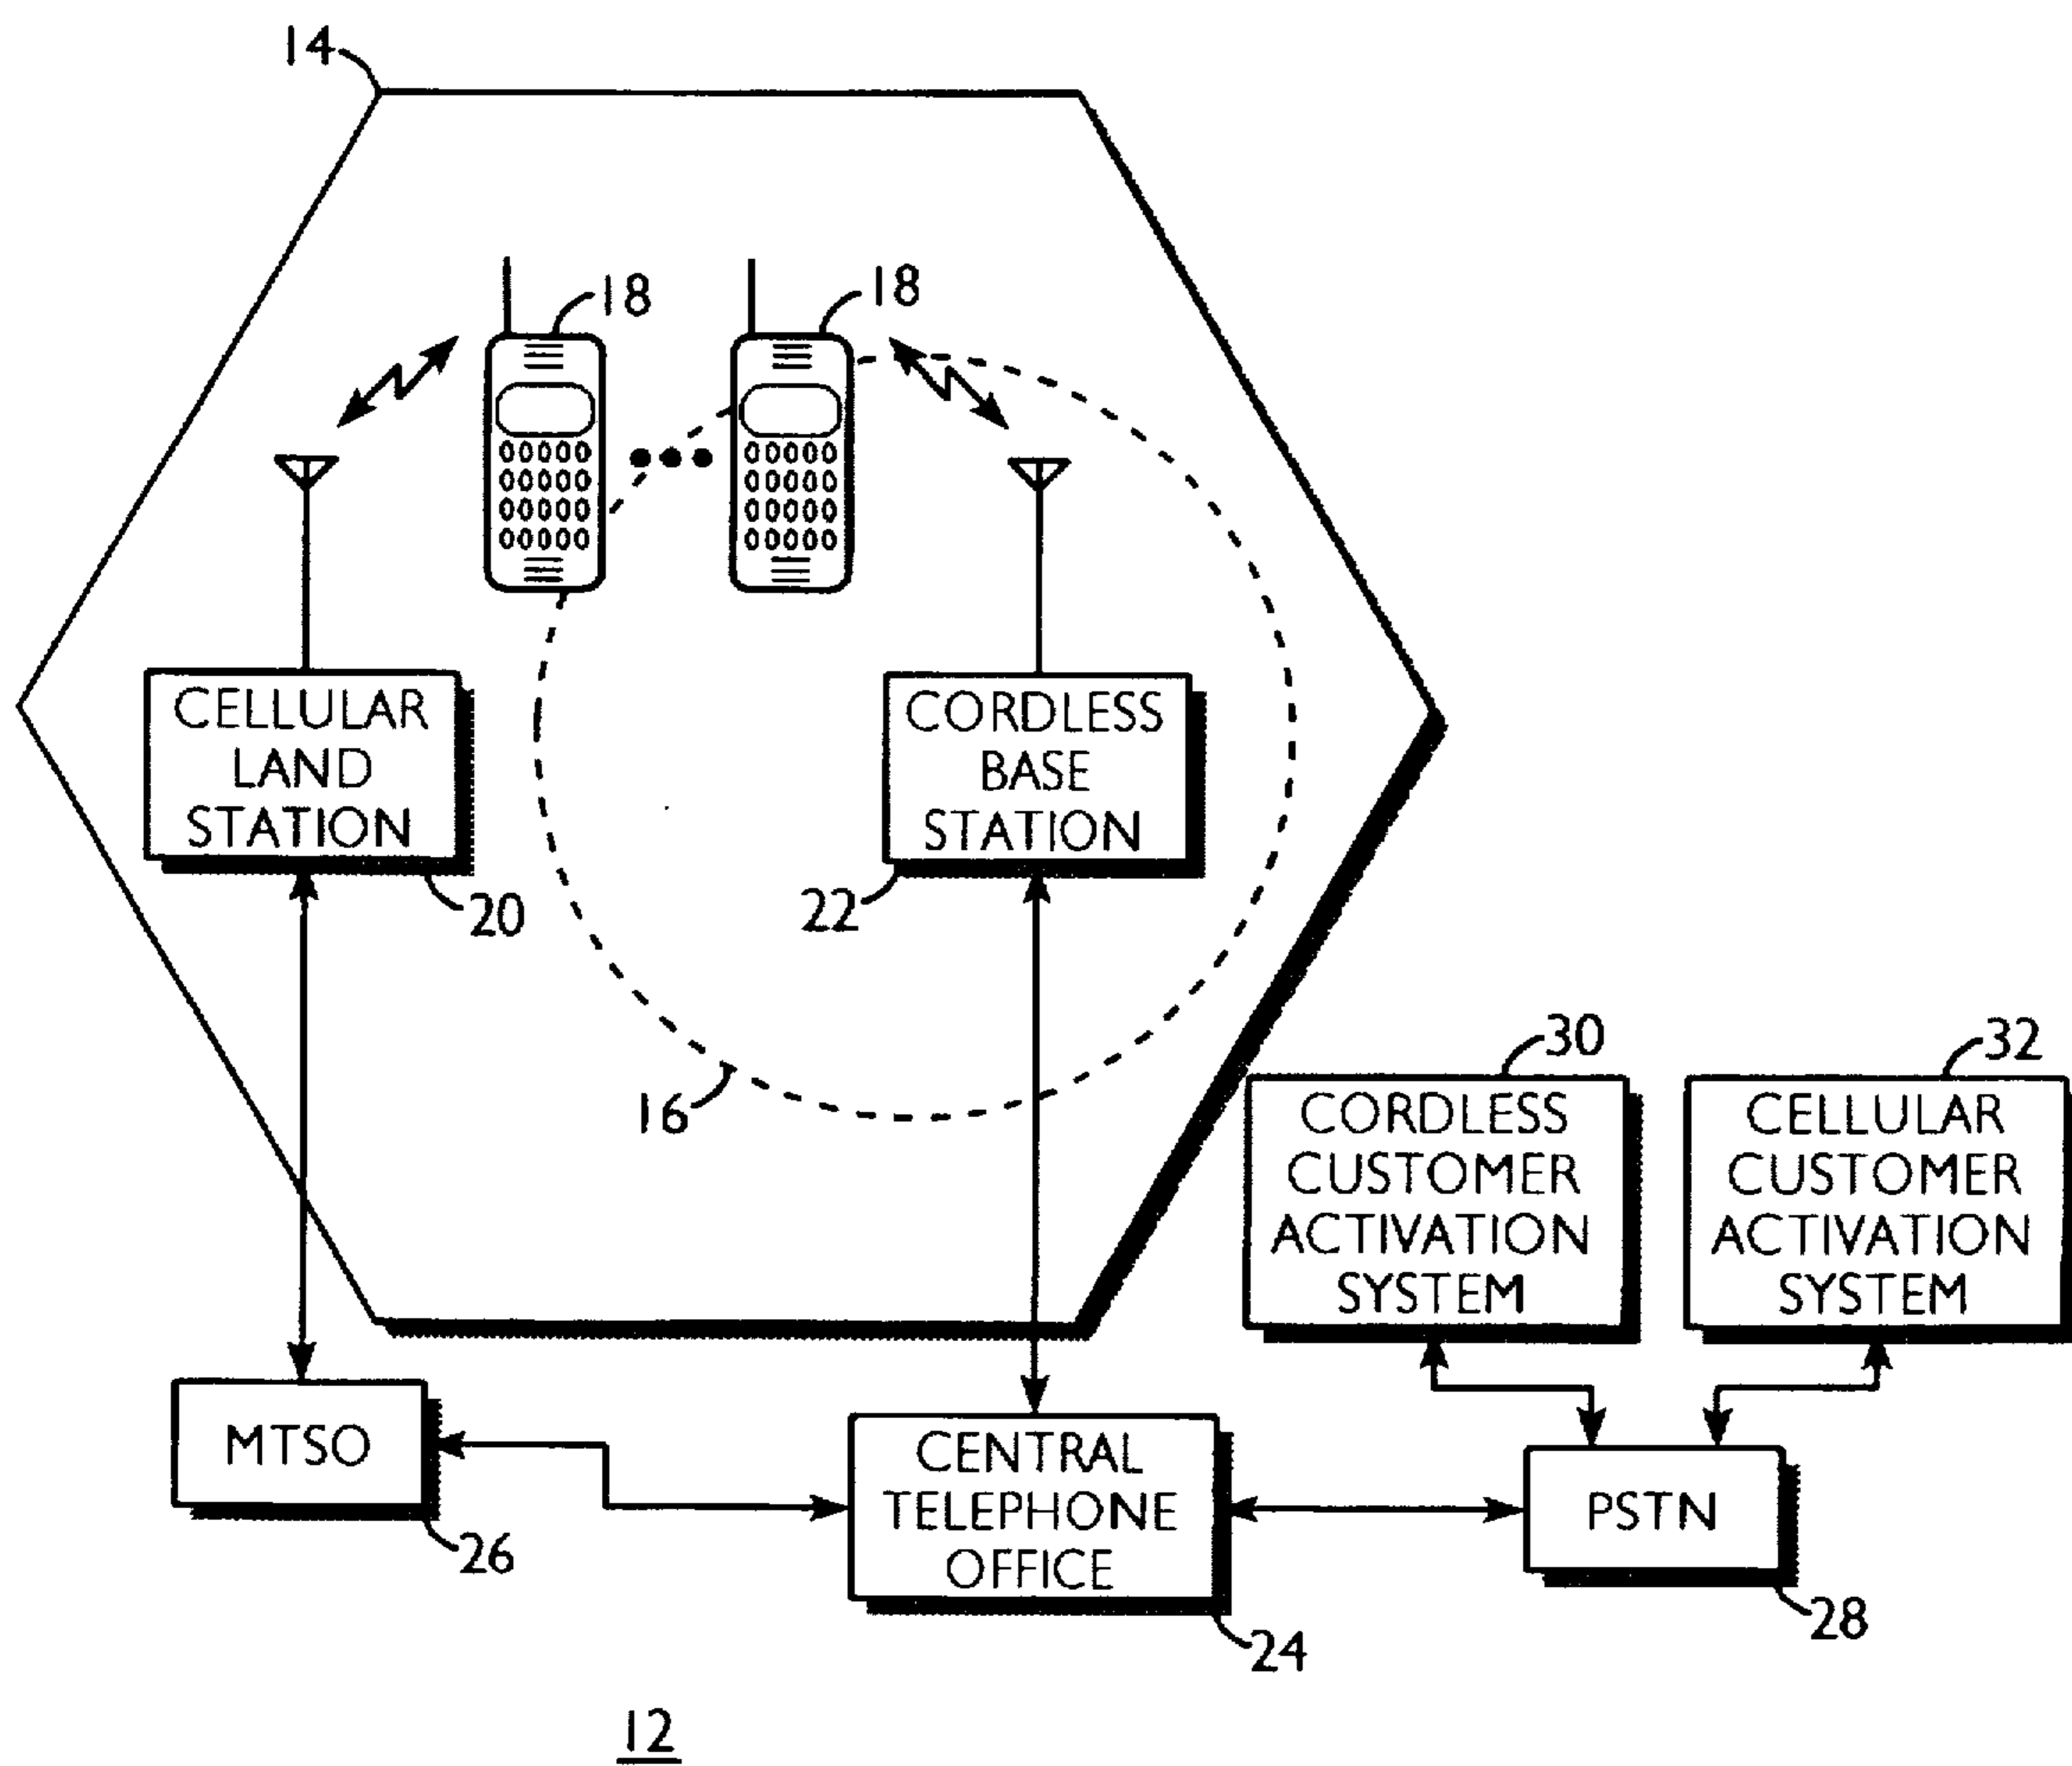 14
18
18
CELLULAR
LAND
STATION
CORDLESS
BASE
STATION
20
22
16
30
32
CORDLESS
CUSTOMER
ACTIVATION
SYSTEM
CELLULAR
CUSTOMER
ACTIVATION
SYSTEM
MTSO
CENTRAL
TELEPHONE
OFFICE
PSTN
26
24
28
12